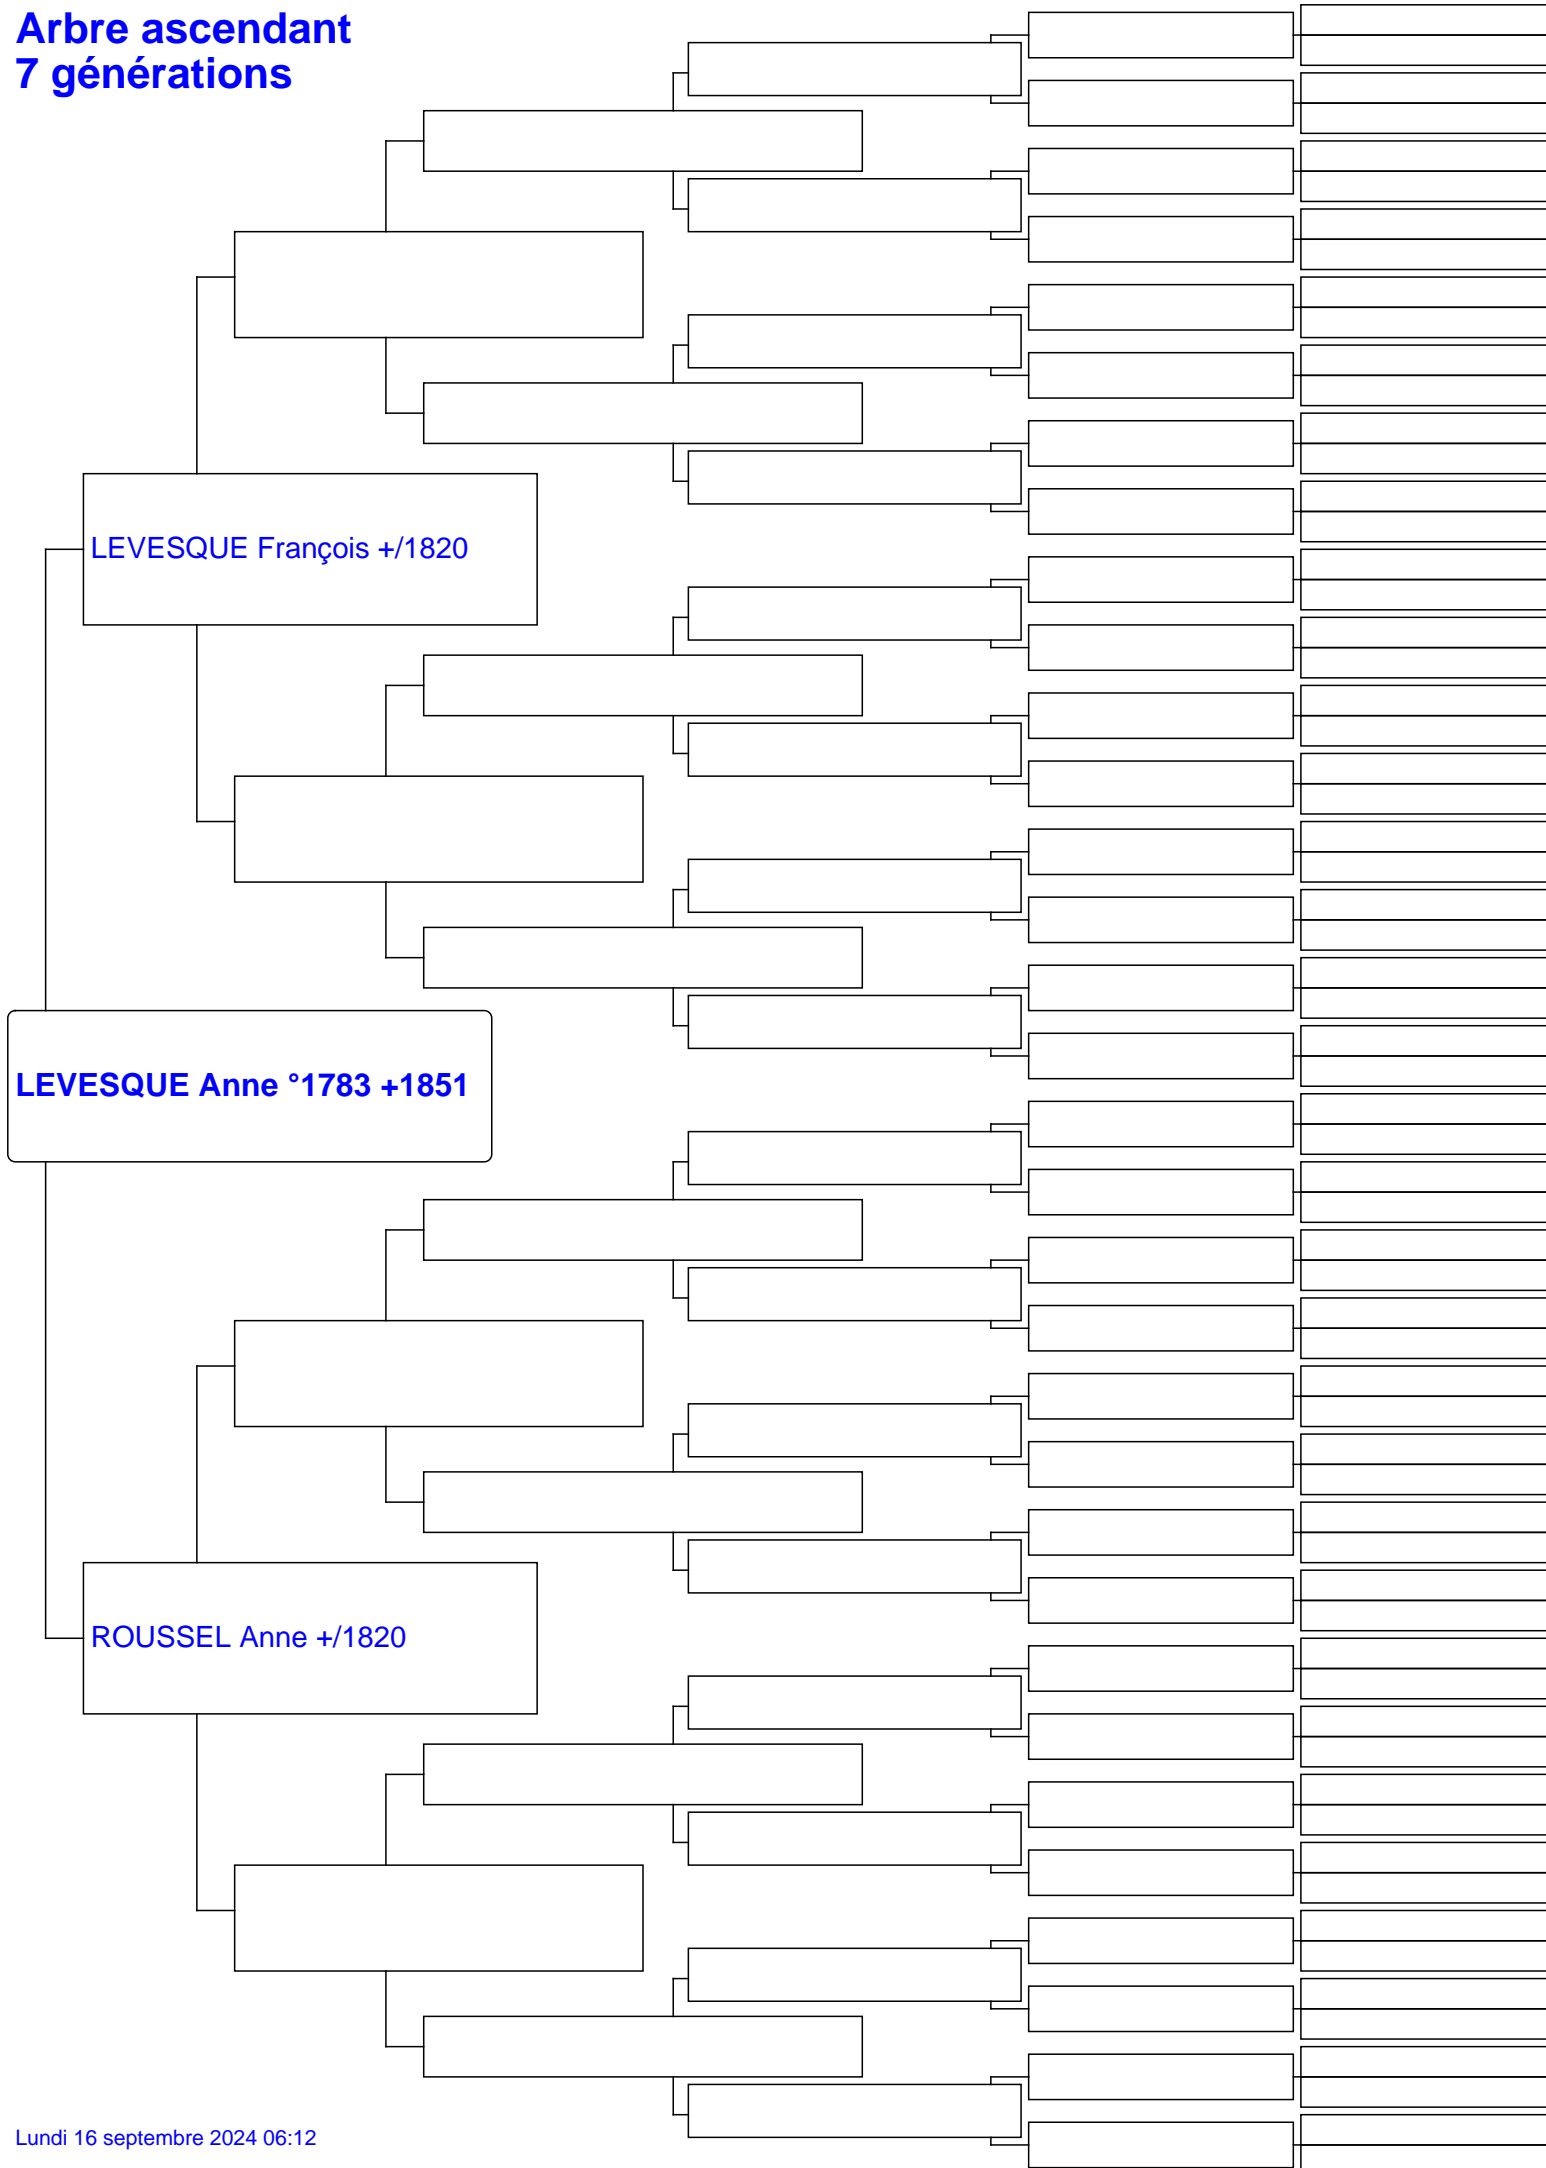 Arbre ascendant
7 générations
LEVESQUE François +/1820
LEVESQUE Anne °1783 +1851
ROUSSEL Anne +/1820
Lundi 16 septembre 2024 06:12